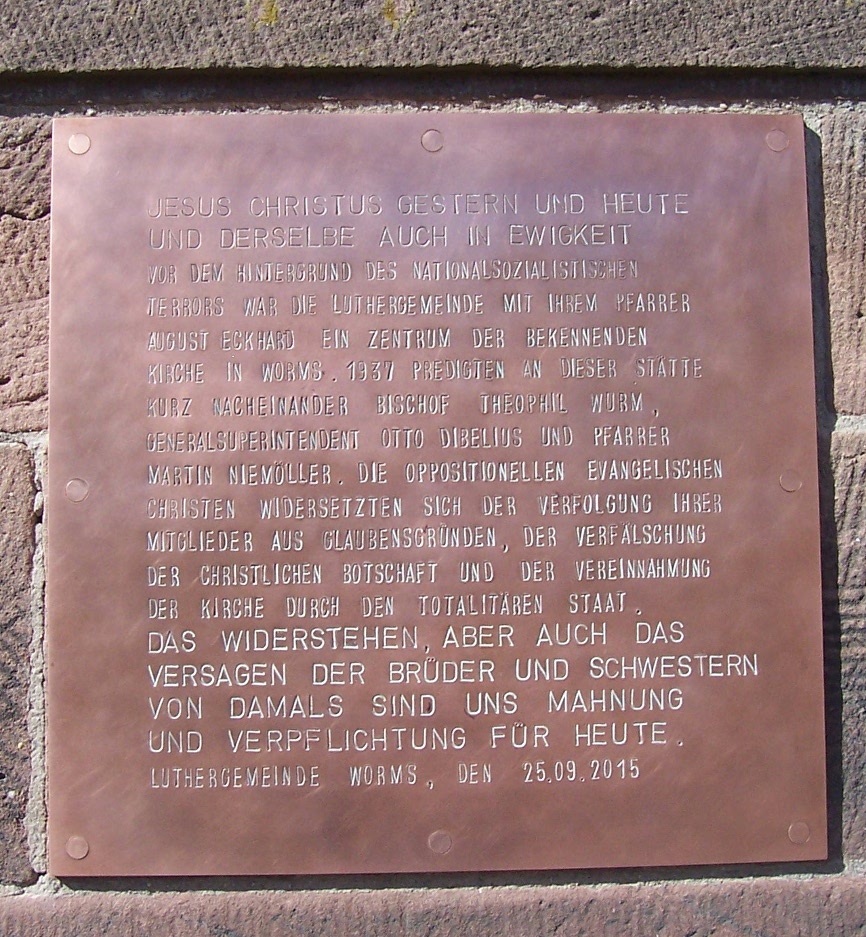 JESUS CHRISTUS GESTERN UND HEUTE
UND DERSELBE AUCH IN EWIGKEIT
VOR DEM HINTERGRUND DES NATIONALSOZIALISTISCHEN
TERRORS WAR DIE LUTHERGEMEINDE MIT IHREM PFARRER
AUGUST ECKHARD EIN ZENTRUM DER BEKENNENDEN
KIRCHE IN WORMS. 1937 PREDIGTEN AN DIESER STÄTTE
KURZ NACHEINANDER BISCHOF THEOPHIL WURM,
GENERALSUPERINTENDENT OTTO DIBELIUS UND PFARRER
MARTIN NIEMÖLLER. DIE OPPOSITIONELLEN EVANGELISCHEN
CHRISTEN WIDERSETZTEN SICH DER VERFOLGUNG IHRER
MITGLIEDER AUS GLAUBENSGRÜNDEN, DER VERFÄLSCHUNG
DER CHRISTLICHEN BOTSCHAFT UND DER VEREINNAHMUNG
DER KIRCHE DURCH DEN TOTALITÄREN STAAT.
DAS WIDERSTEHEN, ABER AUCH DAS
VERSAGEN DER BRÜDER UND SCHWESTERN
VON DAMALS SIND UNS MAHNUNG
UND VERPFLICHTUNG FÜR HEUTE.
LUTHERGEMEINDE WORMS, DEN 25.09.2015